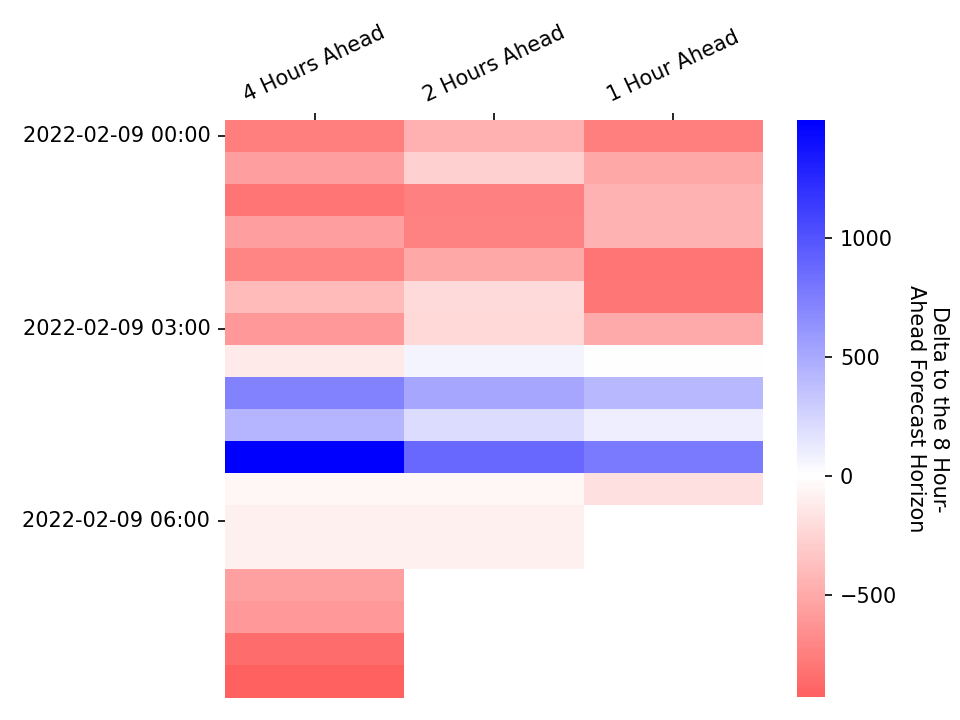 4 Hours Ahead
2 Hours Ahead
1 Hour Ahead
2022-02-09 00:00
2022-02-09 03:00
2022-02-09 06:00
1000
500
0
−500
Delta to the 8 Hour-
Ahead Forecast Horizon